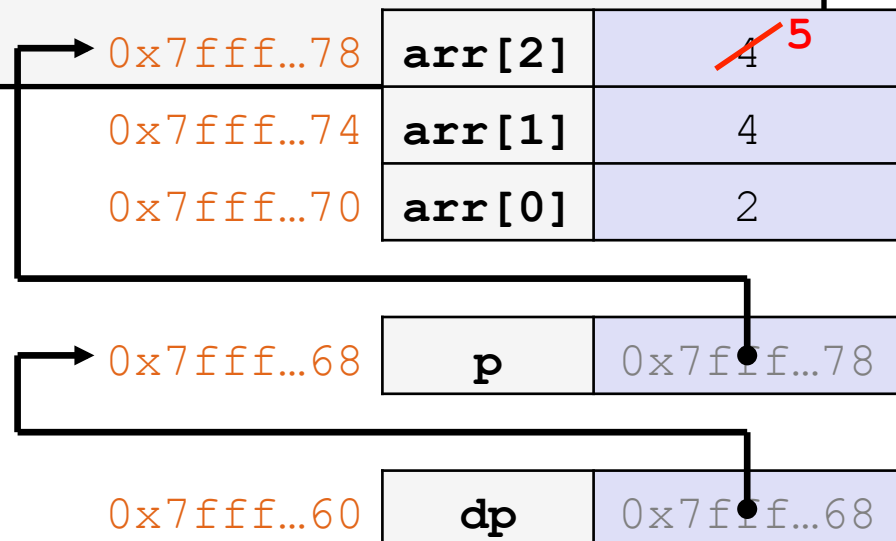 0x7fff…78 arr[2] 4 5
0x7fff…74 arr[1] 4
0x7fff…70 arr[0] 2
0x7fff…68 p 0x7fff…78
0x7fff…60 dp 0x7fff…68